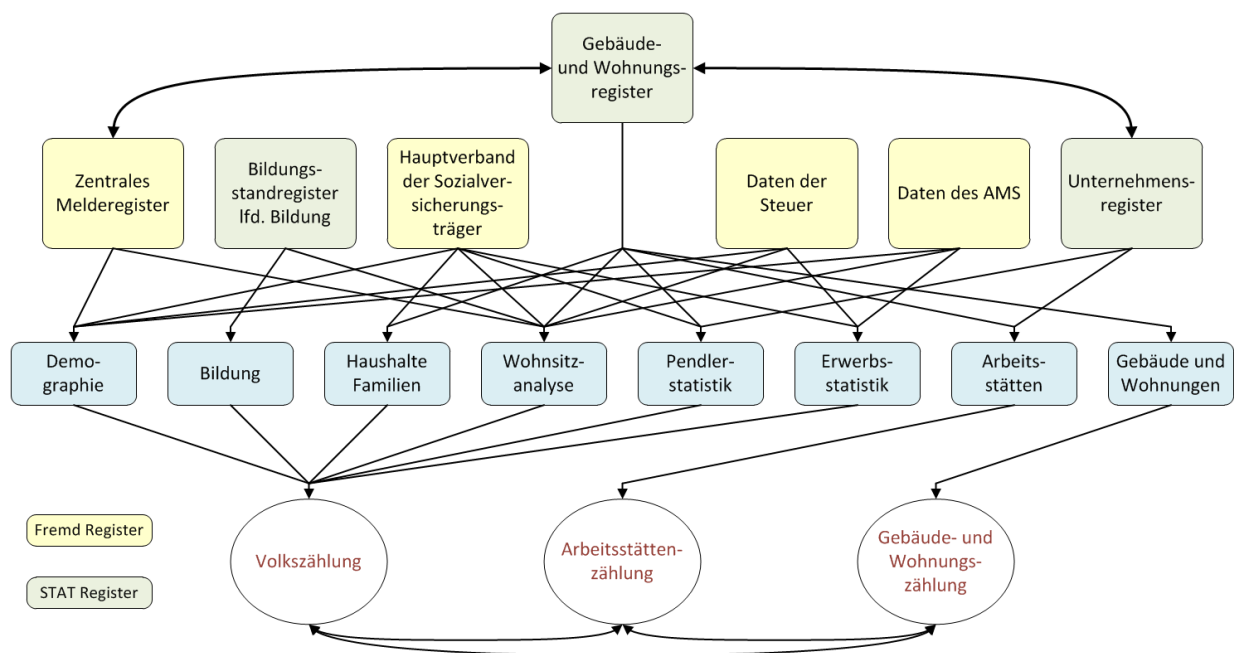 Gebäude-
und Wohnungs-
register
Zentrales
Melderegister
Bildungs-
standregister
lfd. Bildung
Hauptverband
der Sozialver-
sicherungs-
träger
Daten der
Steuer
Daten des AMS
Unternehmens-
register
Demo-
graphie
Bildung
Haushalte
Familien
Wohnsitz-
analyse
Pendler-
statistik
Erwerbs-
statistik
Arbeits-
stätten
Gebäude und
Wohnungen
Fremd Register
STAT Register
Volkszählung
Arbeitsstätten-
zählung
Gebäude- und
Wohnungs-
zählung